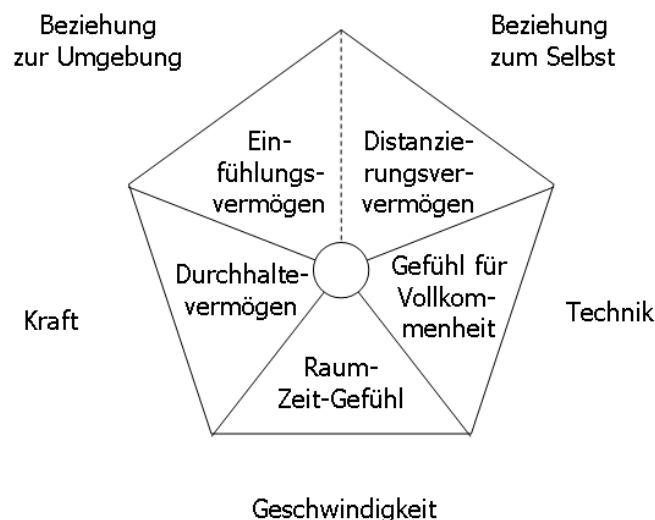 Beziehung
zur Umgebung
Beziehung
zum Selbst
Ein-
fühlungs-
vermögen
Distanzie-
rungsver-
vermögen
Durchhalte-
vermögen
Gefühl für
Vollkom-
menheit
Kraft
Technik
Raum-
Zeit-Gefühl
Geschwindigkeit